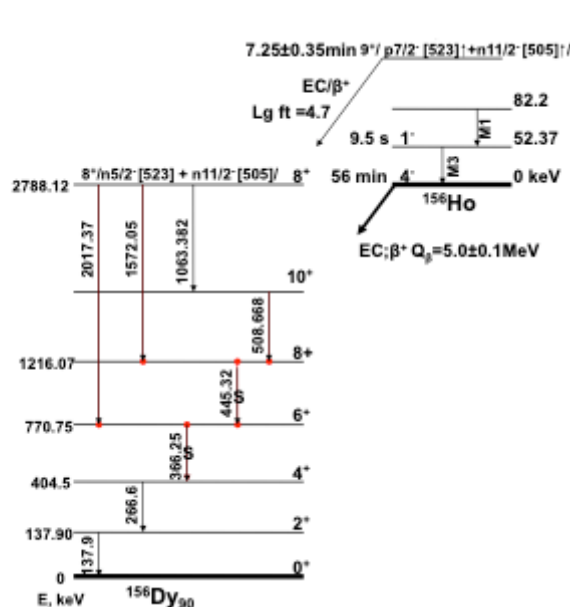 7.25±0.35min 9⁺/ p7/2⁻ [523]↑+n11/2⁻[505]↑/
EC/β⁺
Lg ft =4.7
82.2
M1
9.5 s 1⁻
52.37
M3
56 min 4⁻
0 keV
¹⁵⁶Ho
EC;β⁺ Qᵦ=5.0±0.1MeV
8⁺/n5/2⁻[523] + n11/2⁻[505]/
8⁺
2788.12
2017.37
1572.05
1063.382
10⁺
508.668
8+
1216.07
445.32
S
6⁺
770.75
366.25
S
4⁺
404.5
266.6
2⁺
137.90
137.9
0⁺
0
E, keV
¹⁵⁶Dy₉₀